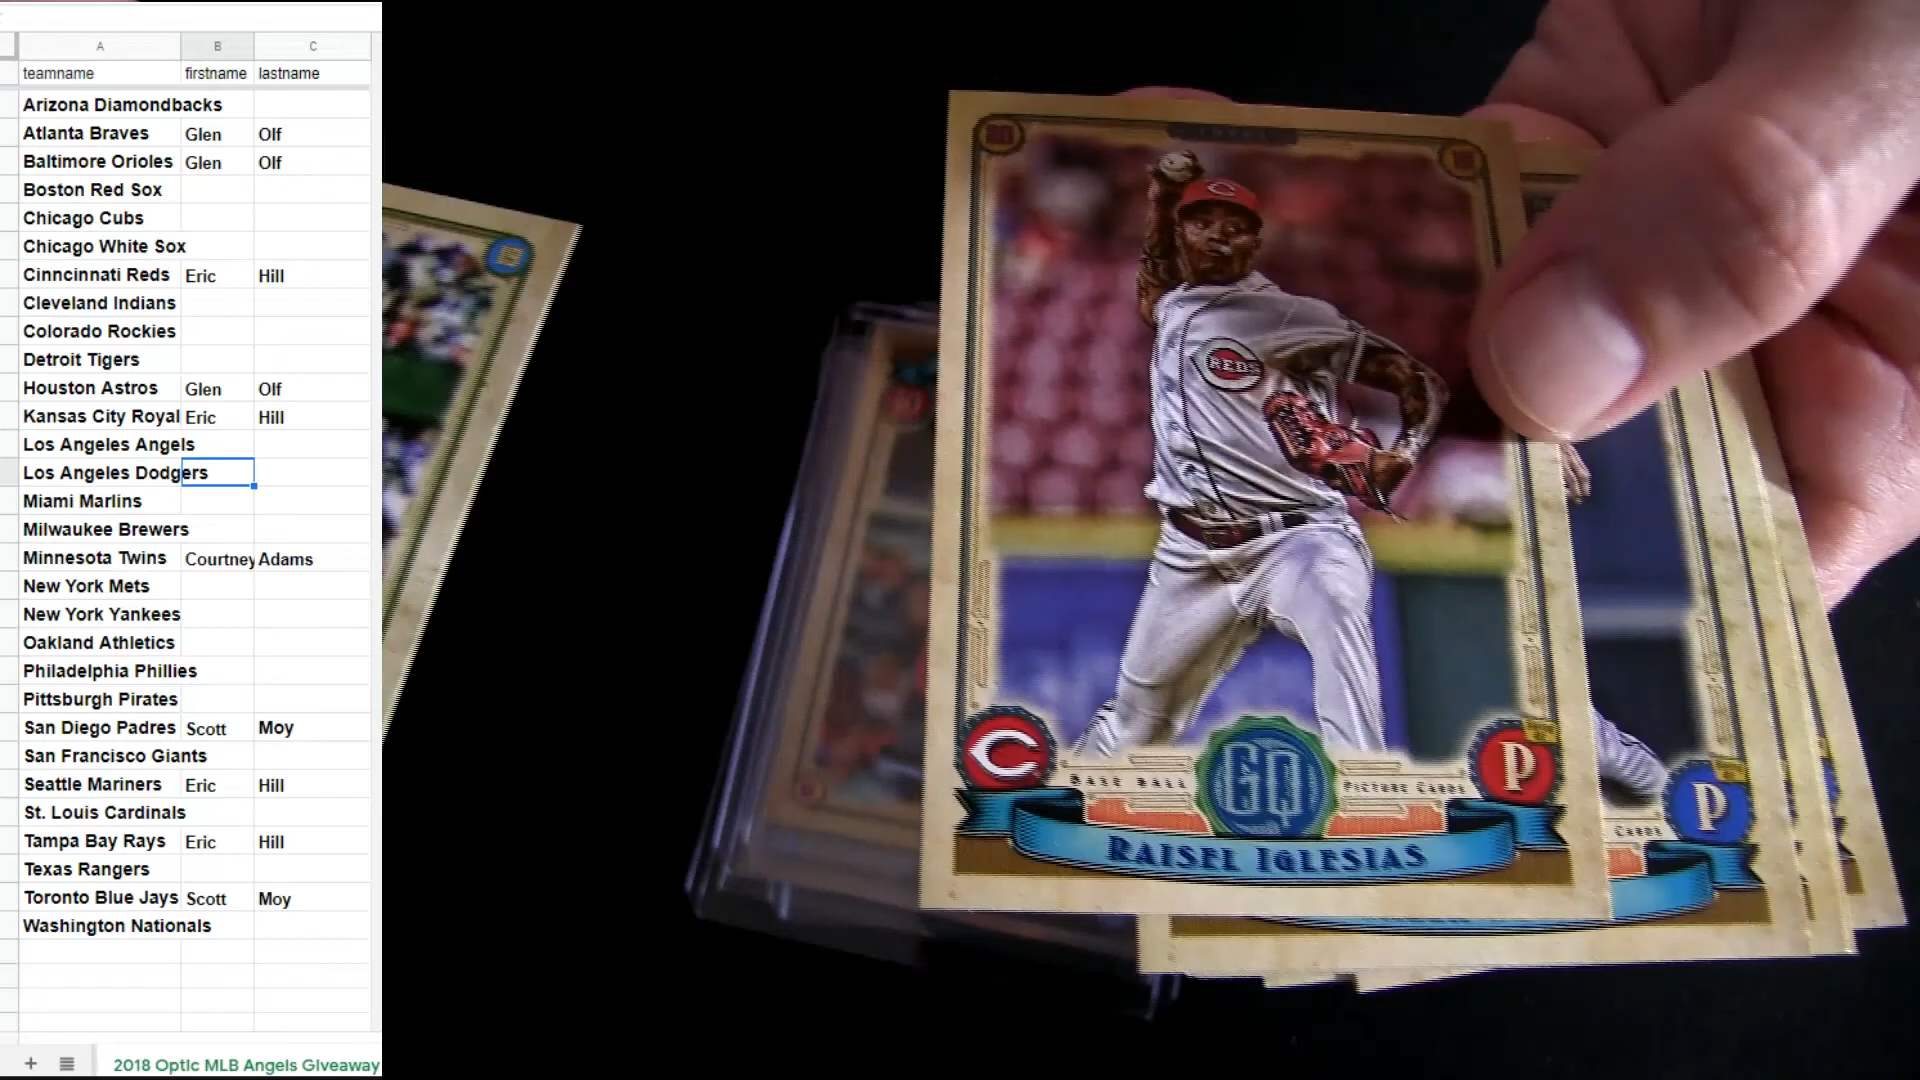 A B C
teamname firstname lastname
Arizona Diamondbacks
Atlanta Braves Glen Olf
Baltimore Orioles Glen Olf
Boston Red Sox
Chicago Cubs
Chicago White Sox
Cinncinnati Reds Eric Hill
Cleveland Indians
Colorado Rockies
Detroit Tigers
Houston Astros Glen Olf
Kansas City Royal Eric Hill
Los Angeles Angels
Los Angeles Dodgers
Miami Marlins
Milwaukee Brewers
Minnesota Twins Courtney Adams
New York Mets
New York Yankees
Oakland Athletics
Philadelphia Phillies
Pittsburgh Pirates
San Diego Padres Scott Moy
San Francisco Giants
Seattle Mariners Eric Hill
St. Louis Cardinals
Tampa Bay Rays Eric Hill
Texas Rangers
Toronto Blue Jays Scott Moy
Washington Nationals
2018 Optic MLB Angels Giveaway
REDS
C
BASE BALL
GQ
PICTURE CARDS
P
RAISEL IGLESIAS
CARDS
P